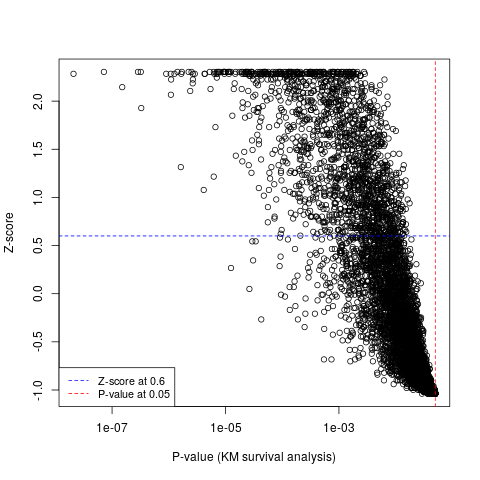 2.0
1.5
1.0
0.5
0.0
-0.5
-1.0
Z-score
Z-score at 0.6
P-value at 0.05
1e-07 1e-05 1e-03
P-value (KM survival analysis)